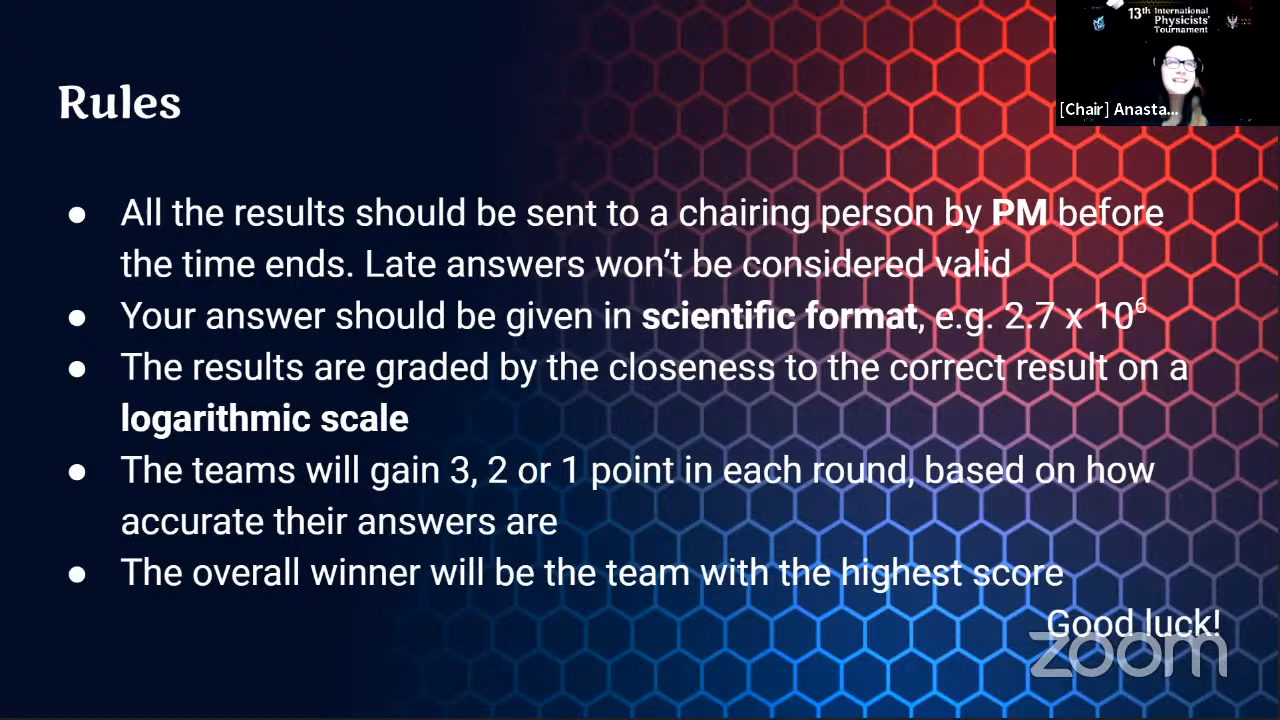 13th International
Physicists'
Tournament
[Chair] Anasta...
Rules
● All the results should be sent to a chairing person by PM before
the time ends. Late answers won't be considered valid
● Your answer should be given in scientific format, e.g. 2.7 x 10⁶
● The results are graded by the closeness to the correct result on a
logarithmic scale
● The teams will gain 3, 2 or 1 point in each round, based on how
accurate their answers are
● The overall winner will be the team with the highest score
Good luck!
zoom